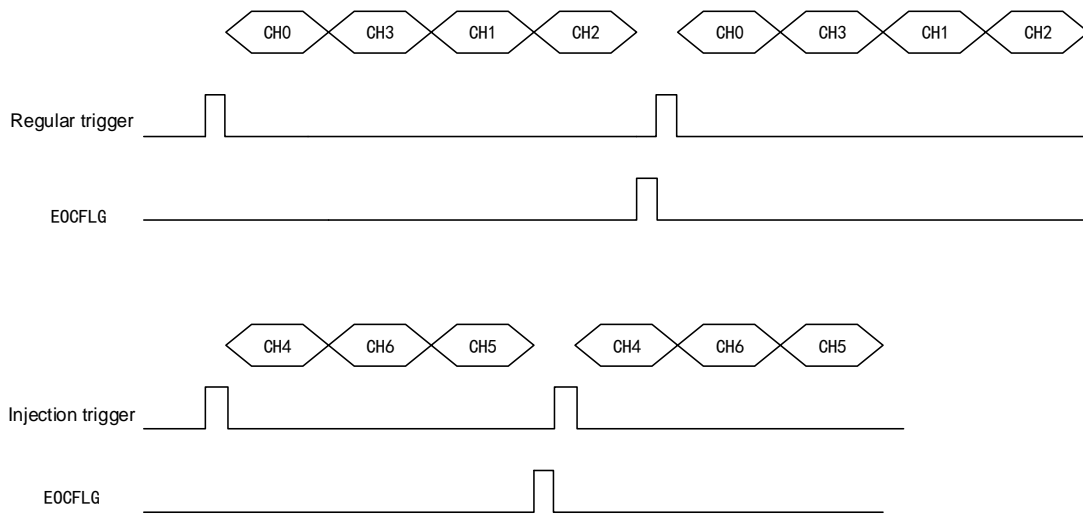 CH0 CH3 CH1 CH2 CH0 CH3 CH1 CH2
Regular trigger
EOCFLG
CH4 CH6 CH5 CH4 CH6 CH5
Injection trigger
EOCFLG